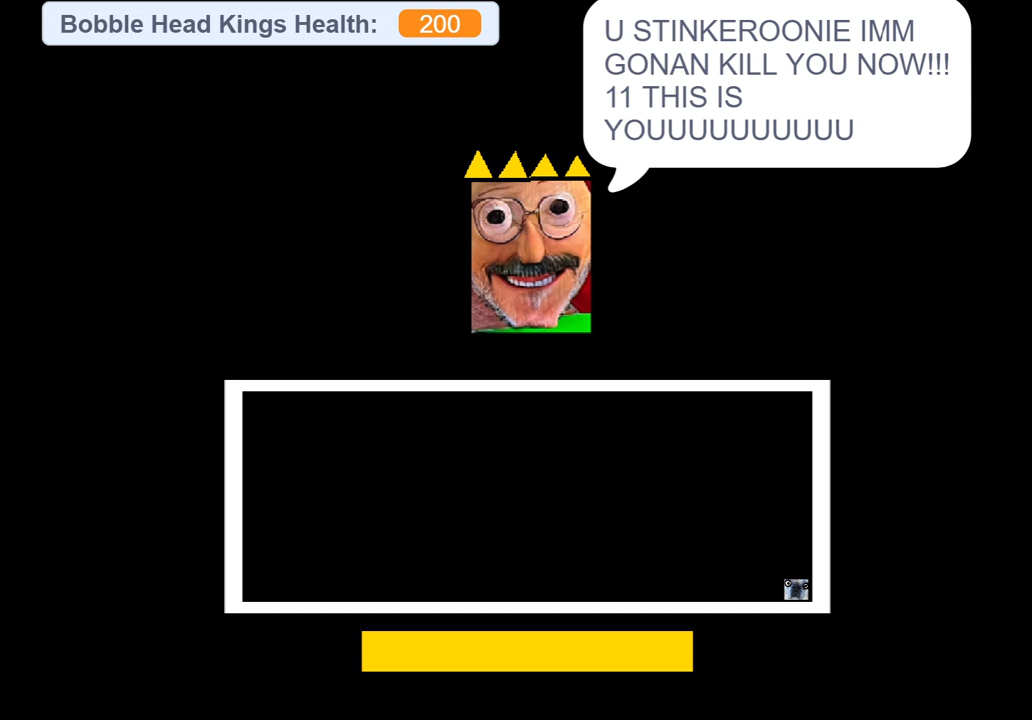 Bobble Head Kings Health: 200
U STINKEROONIE IMM
GONAN KILL YOU NOW!!!
11 THIS IS
YOUUUUUUUUUU